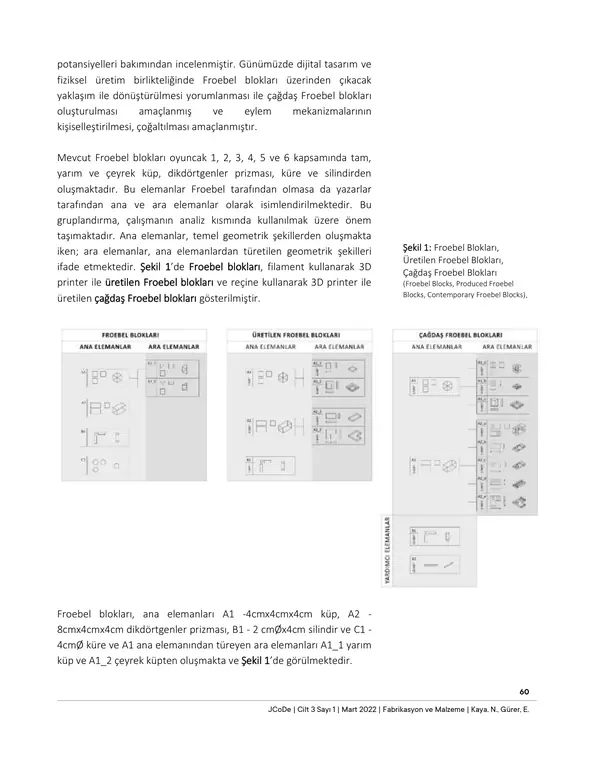 potansiyelleri bakımından incelenmiştir. Günümüzde dijital tasarım ve
fiziksel üretim birlikteliğinde Froebel blokları üzerinden çıkacak
yaklaşım ile dönüştürülmesi yorumlanması ile çağdaş Froebel blokları
oluşturulması amaçlanmış ve eylem mekanizmalarının
kişiselleştirilmesi, çoğaltılması amaçlanmıştır.
Mevcut Froebel blokları oyuncak 1, 2, 3, 4, 5 ve 6 kapsamında tam,
yarım ve çeyrek küp, dikdörtgenler prizması, küre ve silindirden
oluşmaktadır. Bu elemanlar Froebel tarafından olmasa da yazarlar
tarafından ana ve ara elemanlar olarak isimlendirilmektedir. Bu
gruplandırma, çalışmanın analiz kısmında kullanılmak üzere önem
taşımaktadır. Ana elemanlar, temel geometrik şekillerden oluşmakta
iken; ara elemanlar, ana elemanlardan türetilen geometrik şekilleri
ifade etmektedir. Şekil 1'de Froebel blokları, filament kullanarak 3D
printer ile üretilen Froebel blokları ve reçine kullanarak 3D printer ile
üretilen çağdaş Froebel blokları gösterilmiştir.
Şekil 1: Froebel Blokları,
Üretilen Froebel Blokları,
Çağdaş Froebel Blokları
(Froebel Blocks, Produced Froebel
Blocks, Contemporary Froebel Blocks),
FROEBEL BLOKLARI
ANA ELEMANLAR ARA ELEMANLAR
ÜRETİLEN FROEBEL BLOKLARI
ANA ELEMANLAR ARA ELEMANLAR
ÇAĞDAŞ FROEBEL BLOKLARI
ANA ELEMANLAR ARA ELEMANLAR
YARDIMCI ELEMANLAR
Froebel blokları, ana elemanları A1 -4cmx4cmx4cm küp, A2 -
8cmx4cmx4cm dikdörtgenler prizması, B1 - 2 cmØx4cm silindir ve C1 -
4cmØ küre ve A1 ana elemanından türeyen ara elemanları A1_1 yarım
küp ve A1_2 çeyrek küpten oluşmakta ve Şekil 1'de görülmektedir.
60
JCoDe | Cilt 3 Sayı 1 | Mart 2022 | Fabrikasyon ve Malzeme | Kaya, N., Gürer, E.